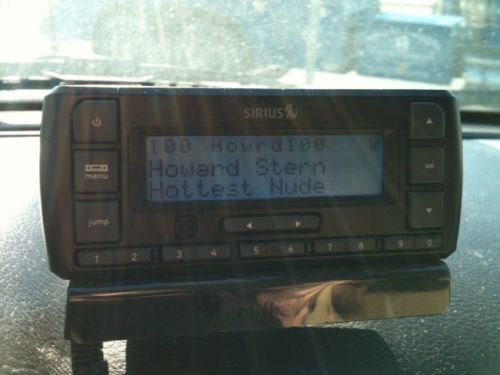 SIRIUS
100 Howrd100
Howard Stern
Hottest Nude
menu
jump
sel
1 2 3 4 5 6 7 8 9 0